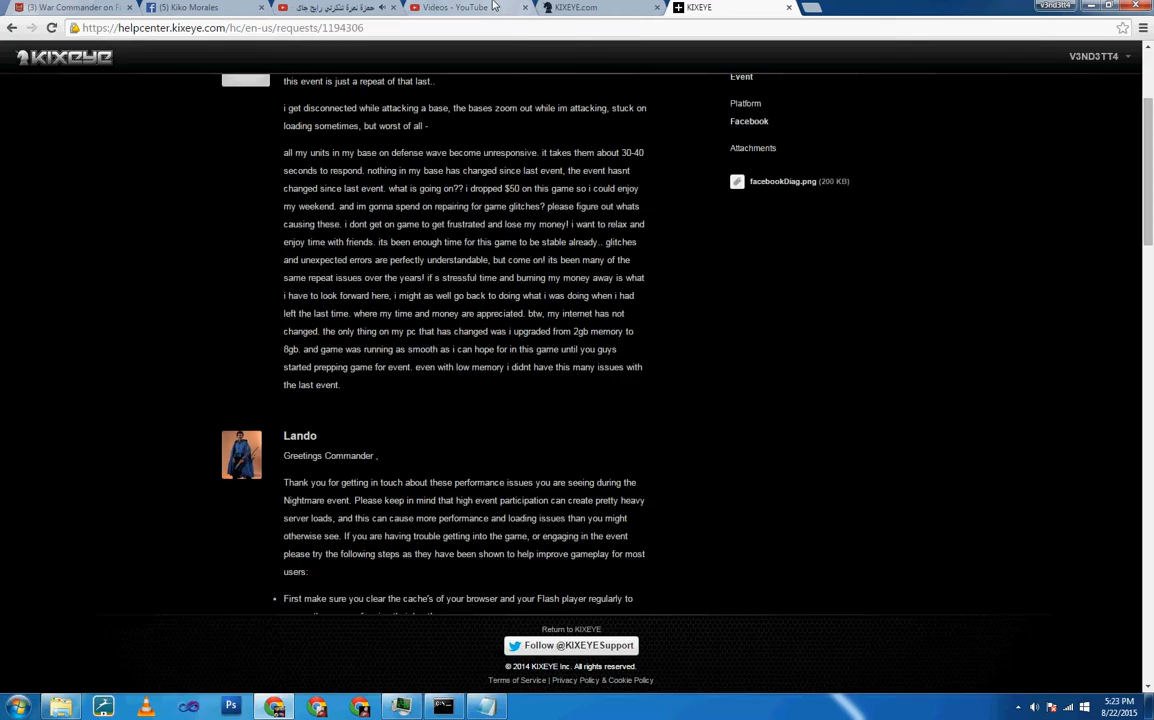 (3) War Commander on F
(5) Kiko Morales
حمزة نمرة تذكرتي رايح جاي
Videos - YouTube
KIXEYE.com
KIXEYE
v3nd3tt4
https://helpcenter.kixeye.com/hc/en-us/requests/1194306
KIXEYE
V3ND3TT4
this event is just a repeat of that last..
i get disconnected while attacking a base, the bases zoom out while im attacking, stuck on
loading sometimes, but worst of all -
all my units in my base on defense wave become unresponsive. it takes them about 30-40
seconds to respond. nothing in my base has changed since last event, the event hasnt
changed since last event. what is going on?? i dropped $50 on this game so i could enjoy
my weekend. and im gonna spend on repairing for game glitches? please figure out whats
causing these. i dont get on game to get frustrated and lose my money! i want to relax and
enjoy time with friends. its been enough time for this game to be stable already.. glitches
and unexpected errors are perfectly understandable, but come on! its been many of the
same repeat issues over the years! if s stressful time and burning my money away is what
i have to look forward here, i might as well go back to doing what i was doing when i had
left the last time. where my time and money are appreciated. btw, my internet has not
changed. the only thing on my pc that has changed was i upgraded from 2gb memory to
8gb. and game was running as smooth as i can hope for in this game until you guys
started prepping game for event. even with low memory i didnt have this many issues with
the last event.
Event
Platform
Facebook
Attachments
facebookDiag.png (200 KB)
Lando
Greetings Commander ,
Thank you for getting in touch about these performance issues you are seeing during the
Nightmare event. Please keep in mind that high event participation can create pretty heavy
server loads, and this can cause more performance and loading issues than you might
otherwise see. If you are having trouble getting into the game, or engaging in the event
please try the following steps as they have been shown to help improve gameplay for most
users:
• First make sure you clear the cache's of your browser and your Flash player regularly to
Return to KIXEYE
Follow @KIXEYESupport
© 2014 KIXEYE Inc. All rights reserved.
Terms of Service | Privacy Policy & Cookie Policy
Ps
5:23 PM
8/22/2015